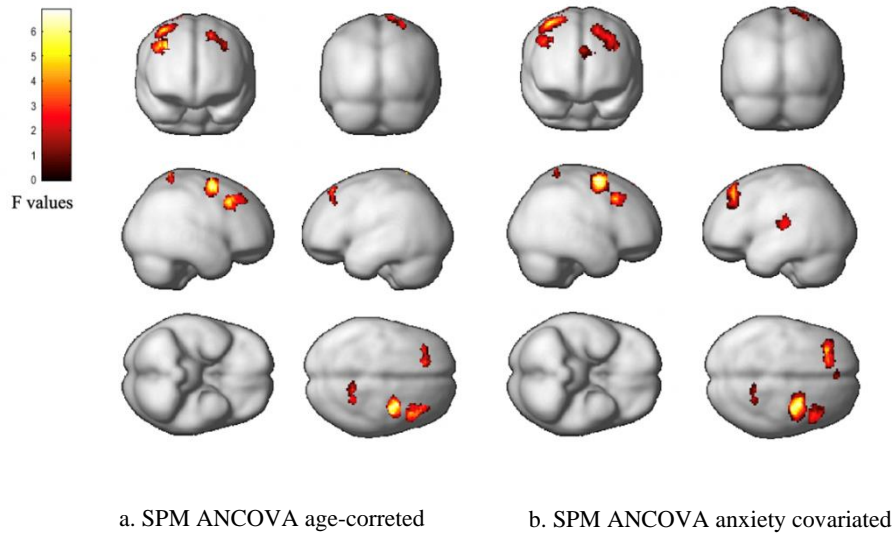 6
5
4
3
2
1
0
F values
a. SPM ANCOVA age-correted
b. SPM ANCOVA anxiety covariated